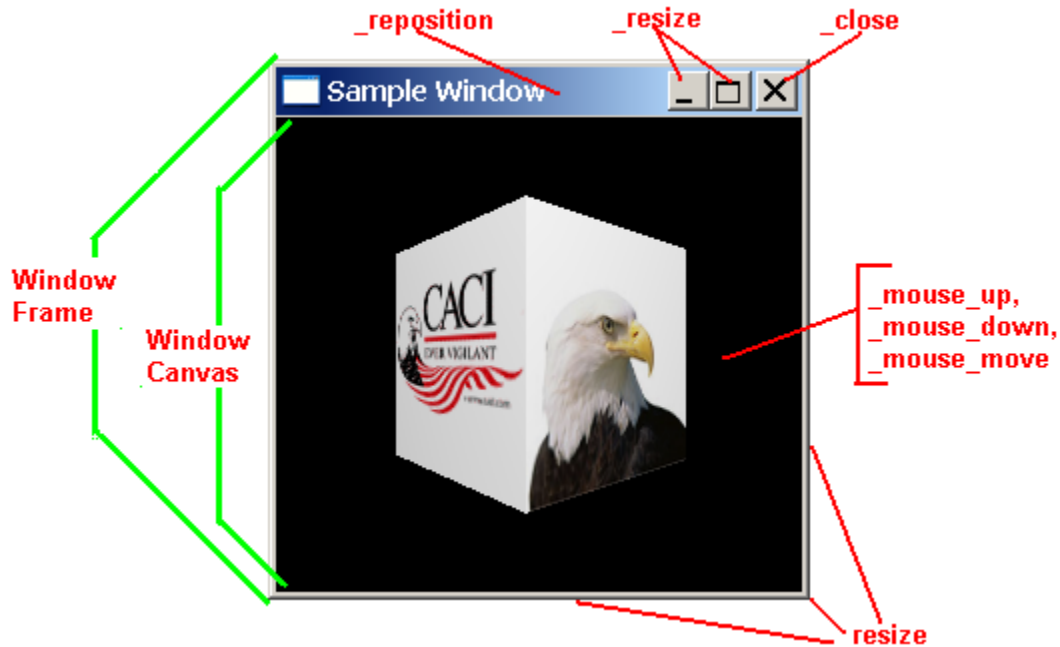 _reposition
_resize
_close
Sample Window
Window
Frame
Window
Canvas
CACI
EVER VIGILANT
_mouse_up,
_mouse_down,
_mouse_move
resize